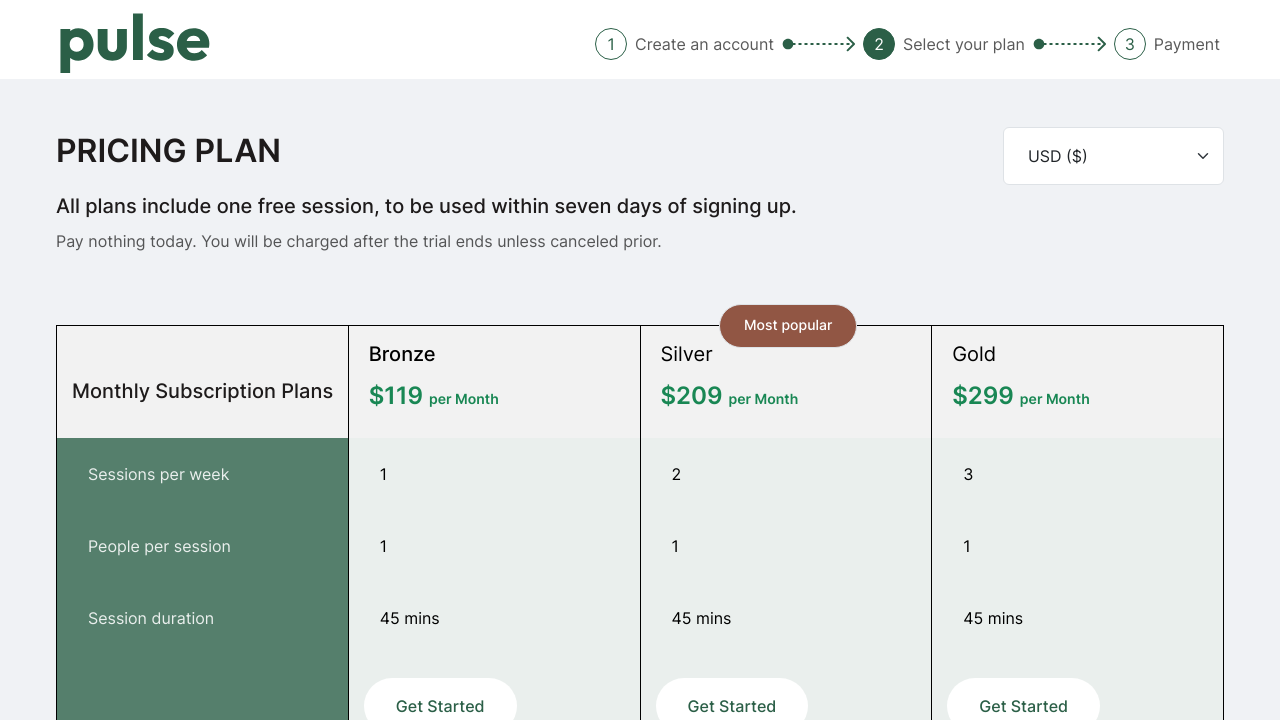 pulse
1 Create an account 2 Select your plan 3 Payment
PRICING PLAN
USD ($)
All plans include one free session, to be used within seven days of signing up.
Pay nothing today. You will be charged after the trial ends unless canceled prior.
Most popular
Monthly Subscription Plans
Bronze
$119 per Month
Silver
$209 per Month
Gold
$299 per Month
Sessions per week 1 2 3
People per session 1 1 1
Session duration 45 mins 45 mins 45 mins
Get Started Get Started Get Started